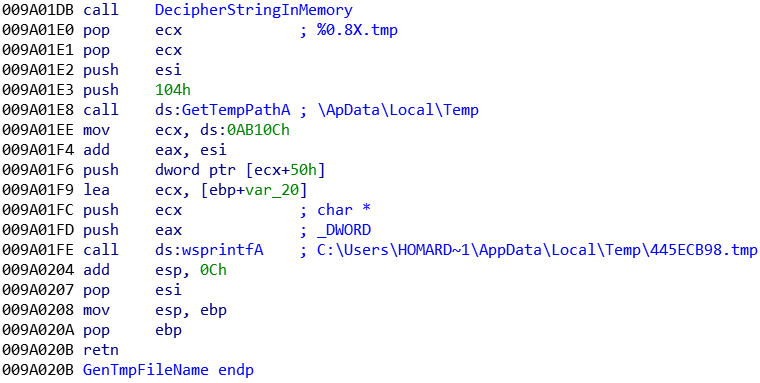 009A01DB call    DecipherStringInMemory
009A01E0 pop     ecx             ; %0.8X.tmp
009A01E1 pop     ecx
009A01E2 push    esi
009A01E3 push    104h
009A01E8 call    ds:GetTempPathA ; \ApData\Local\Temp
009A01EE mov     ecx, ds:0AB10Ch
009A01F4 add     eax, esi
009A01F6 push    dword ptr [ecx+50h]
009A01F9 lea     ecx, [ebp+var_20]
009A01FC push    ecx             ; char *
009A01FD push    eax             ; _DWORD
009A01FE call    ds:wsprintfA    ; C:\Users\HOMARD~1\AppData\Local\Temp\445ECB98.tmp
009A0204 add     esp, 0Ch
009A0207 pop     esi
009A0208 mov     esp, ebp
009A020A pop     ebp
009A020B retn
009A020B GenTmpFileName endp